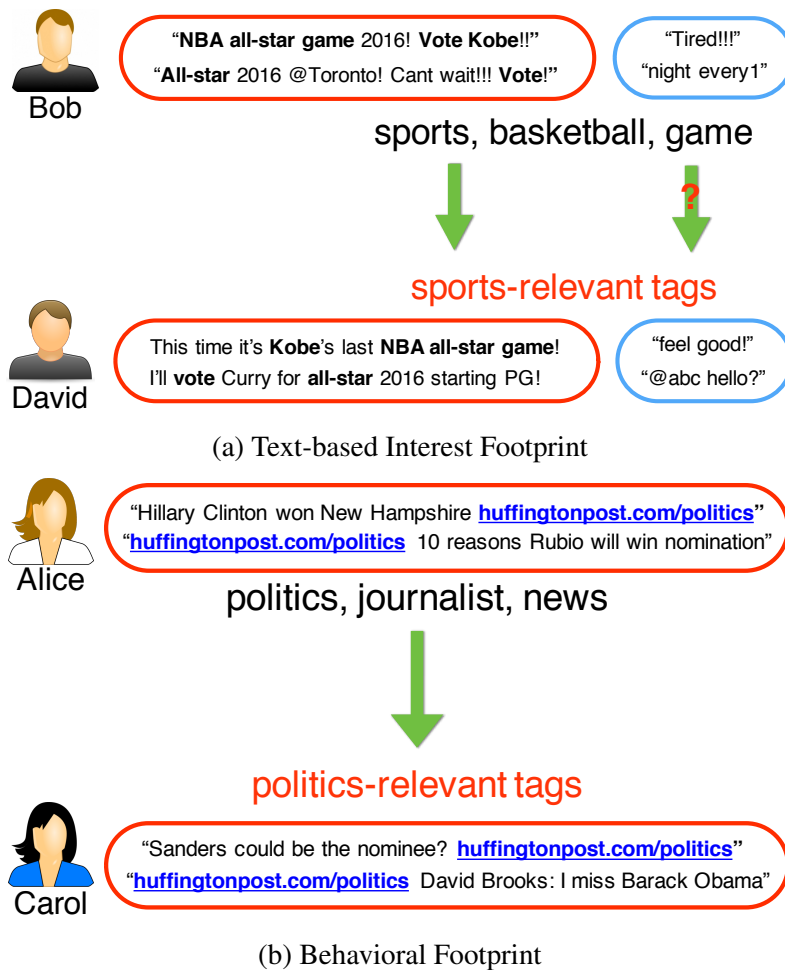 “NBA all-star game 2016! Vote Kobe!!”
“All-star 2016 @Toronto! Cant wait!!! Vote!”
“Tired!!!”
“night every1”
Bob
sports, basketball, game
?
sports-relevant tags
This time it’s Kobe’s last NBA all-star game!
I’ll vote Curry for all-star 2016 starting PG!
“feel good!”
“@abc hello?”
David
(a) Text-based Interest Footprint
“Hillary Clinton won New Hampshire huffingtonpost.com/politics”
“huffingtonpost.com/politics 10 reasons Rubio will win nomination”
Alice
politics, journalist, news
politics-relevant tags
“Sanders could be the nominee? huffingtonpost.com/politics”
“huffingtonpost.com/politics David Brooks: I miss Barack Obama”
Carol
(b) Behavioral Footprint